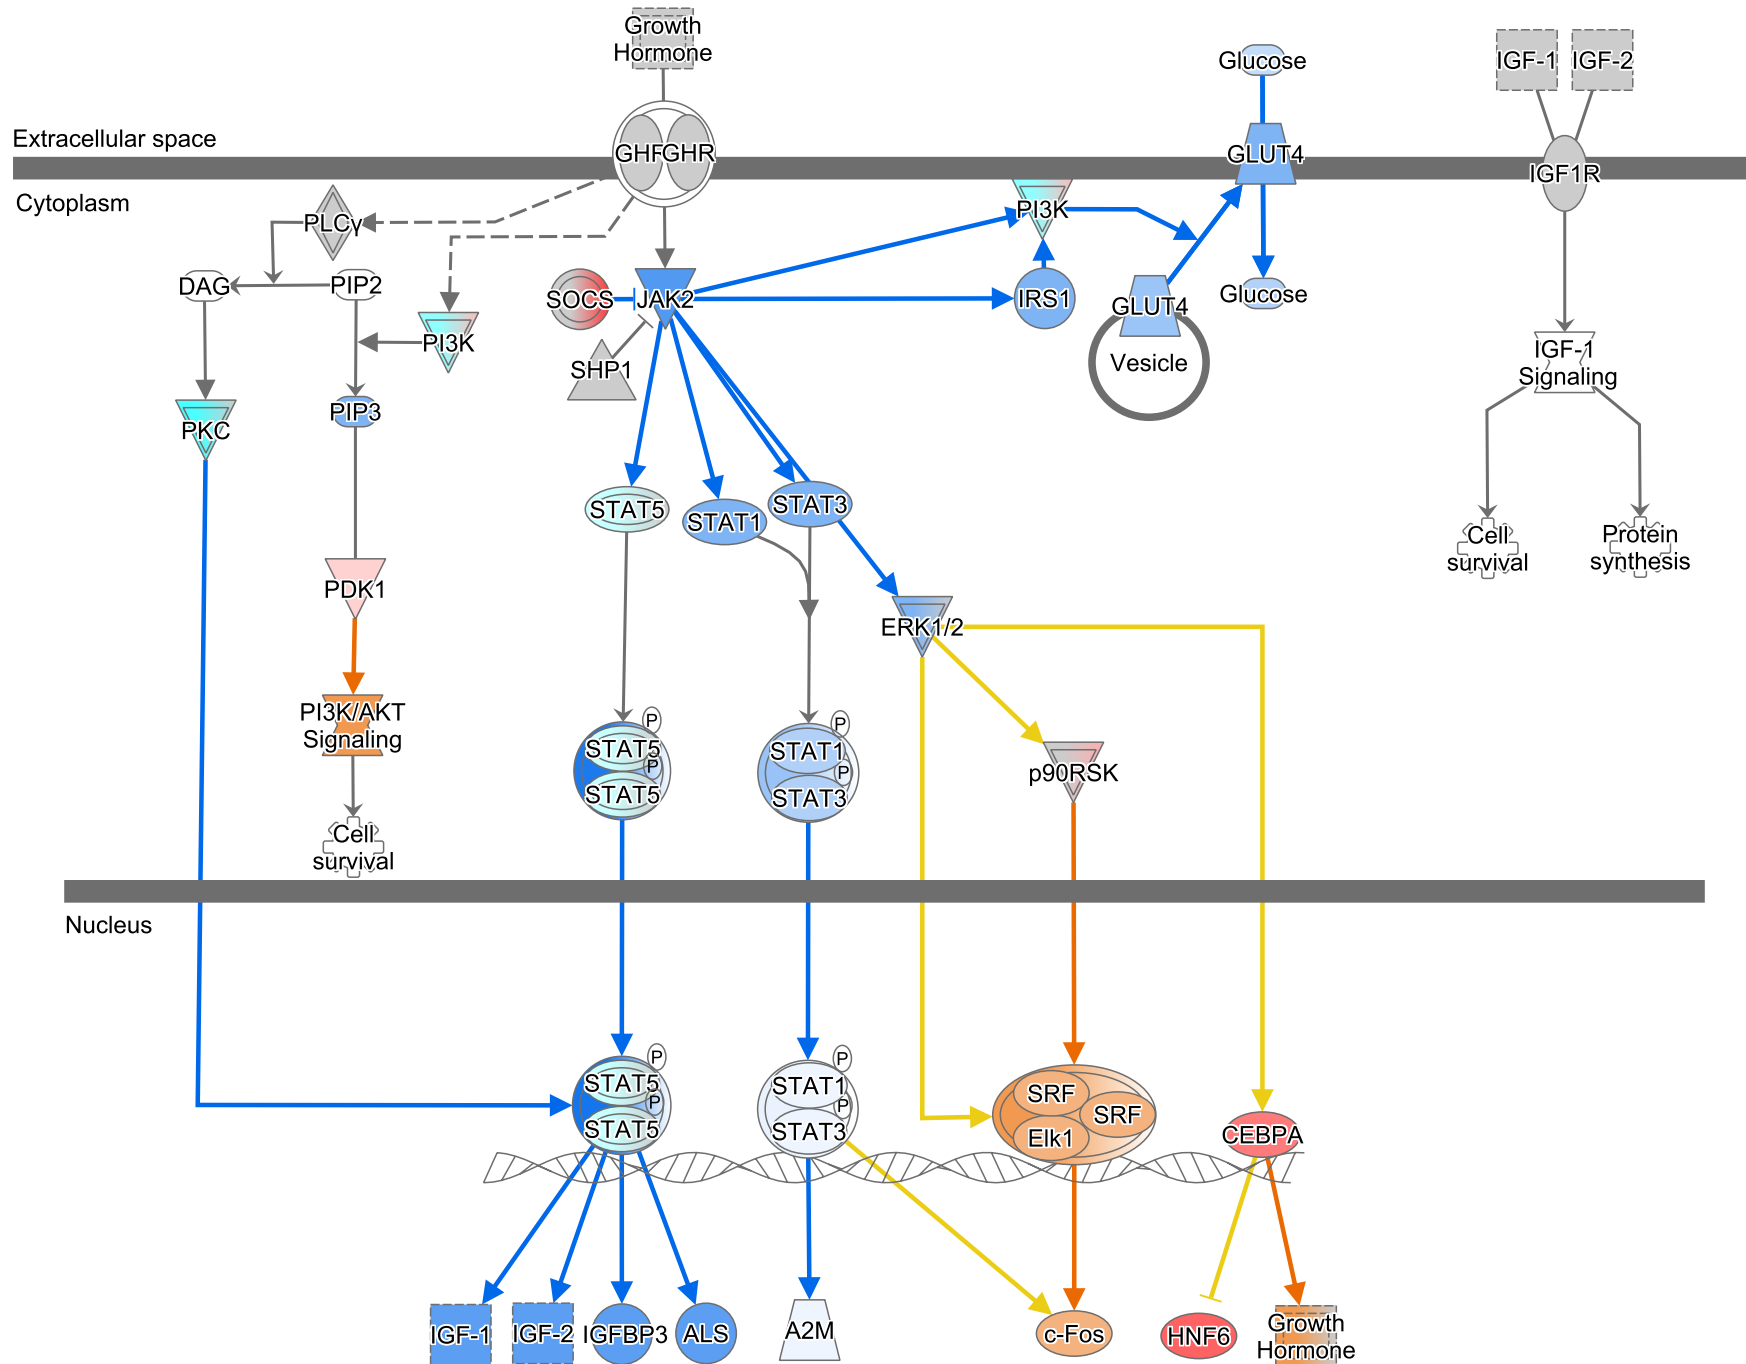 Growth
Hormone
Glucose
IGF-1
IGF-2
Extracellular space
GHR
GHR
GLUT4
IGF1R
Cytoplasm
PLCγ
PI3K
DAG
PIP2
SOCS
JAK2
IRS1
GLUT4
Glucose
PI3K
SHP1
Vesicle
IGF-1
Signaling
PKC
PIP3
STAT5
STAT1
STAT3
Cell
survival
Protein
synthesis
PDK1
ERK1/2
PI3K/AKT
Signaling
P
STAT5
P
STAT5
P
STAT1
P
STAT3
p90RSK
Cell
survival
Nucleus
P
STAT5
P
STAT5
P
STAT1
P
STAT3
SRF
SRF
Elk1
CEBPA
IGF-1
IGF-2
IGFBP3
ALS
A2M
c-Fos
HNF6
Growth
Hormone